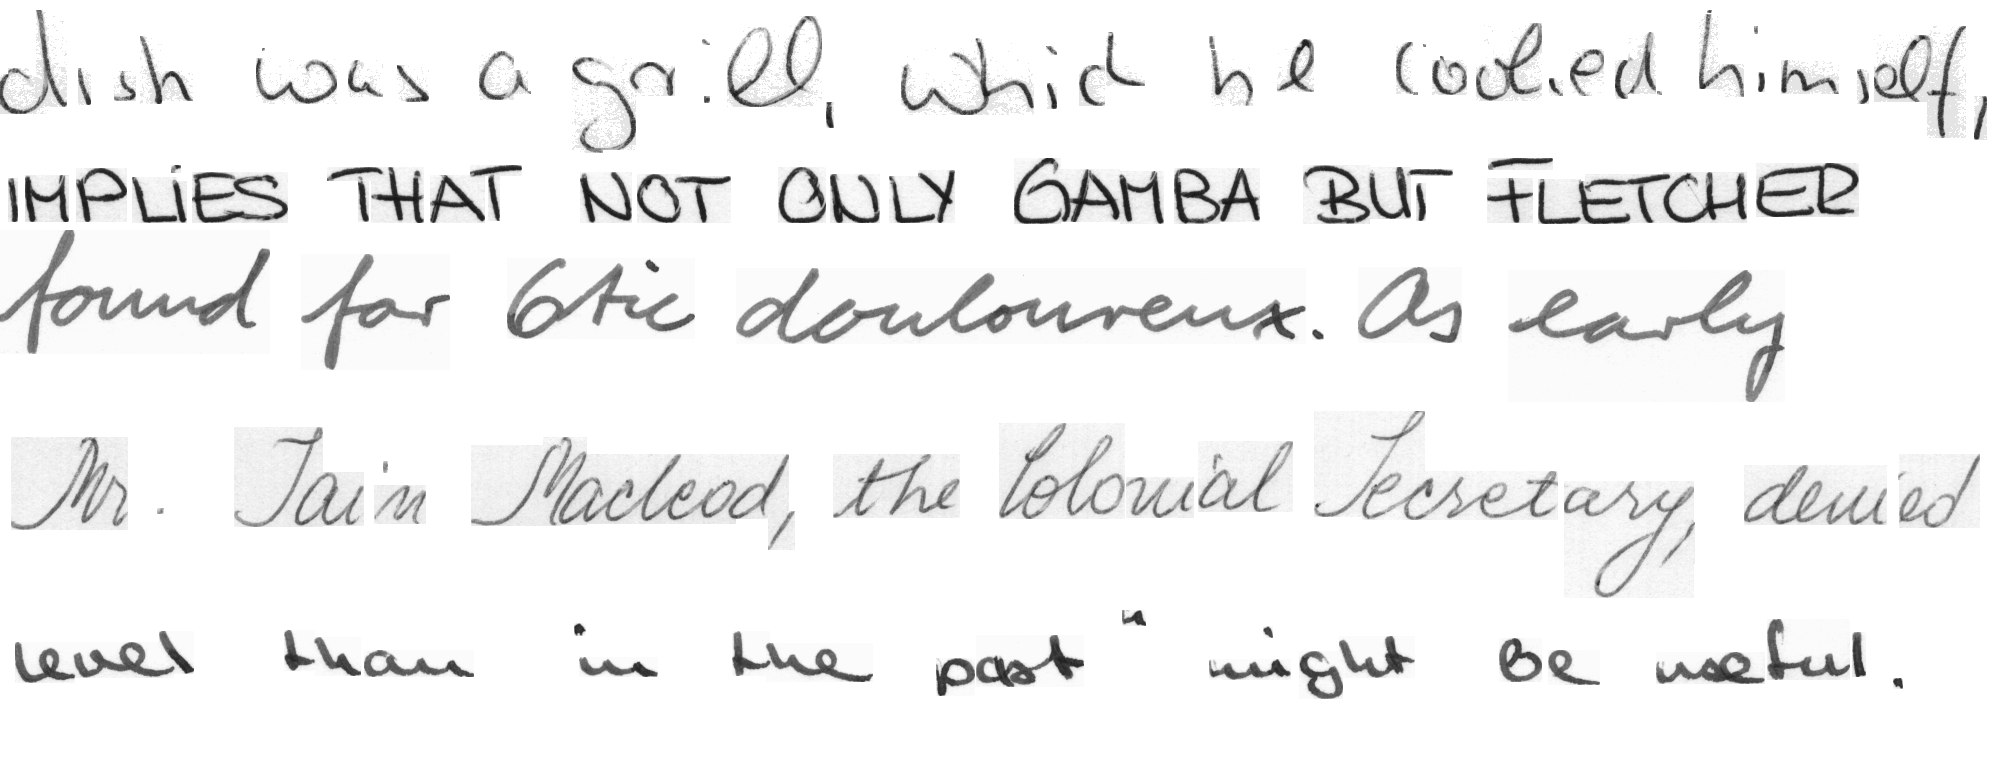 dish was a grill, which he cooked himself,
IMPLIES THAT NOT ONLY GAMBA BUT FLETCHER
found for 6tic douloureux. As early
Mr. Iain Macleod, the Colonial Secretary, denied
level than in the past " might be useful.